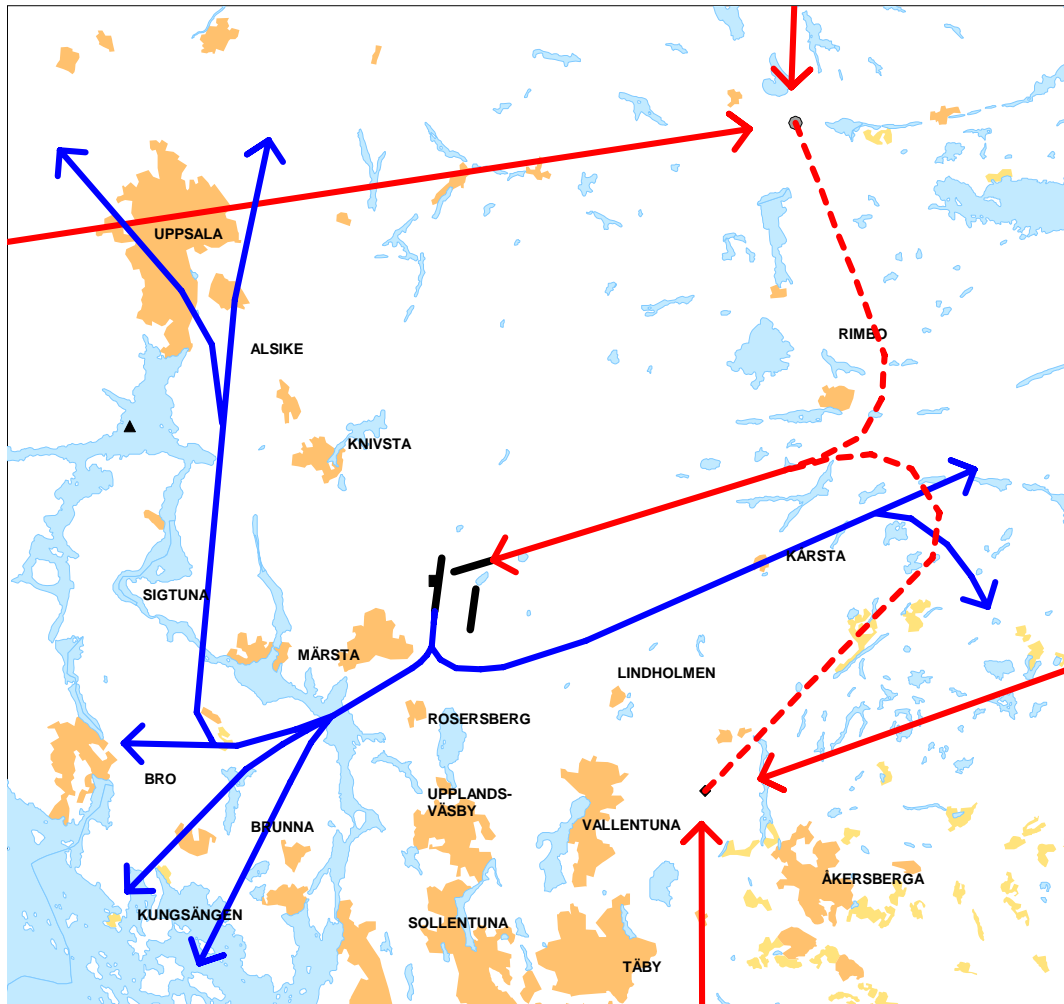 UPPSALA
RIMBO
ALSIKE
KNIVSTA
KÅRSTA
SIGTUNA
MÄRSTA
LINDHOLMEN
ROSERSBERG
BRO
UPPLANDS-
VÄSBY
BRUNNA
VALLENTUNA
ÅKERSBERGA
KUNGSÄNGEN
SOLLENTUNA
TÄBY